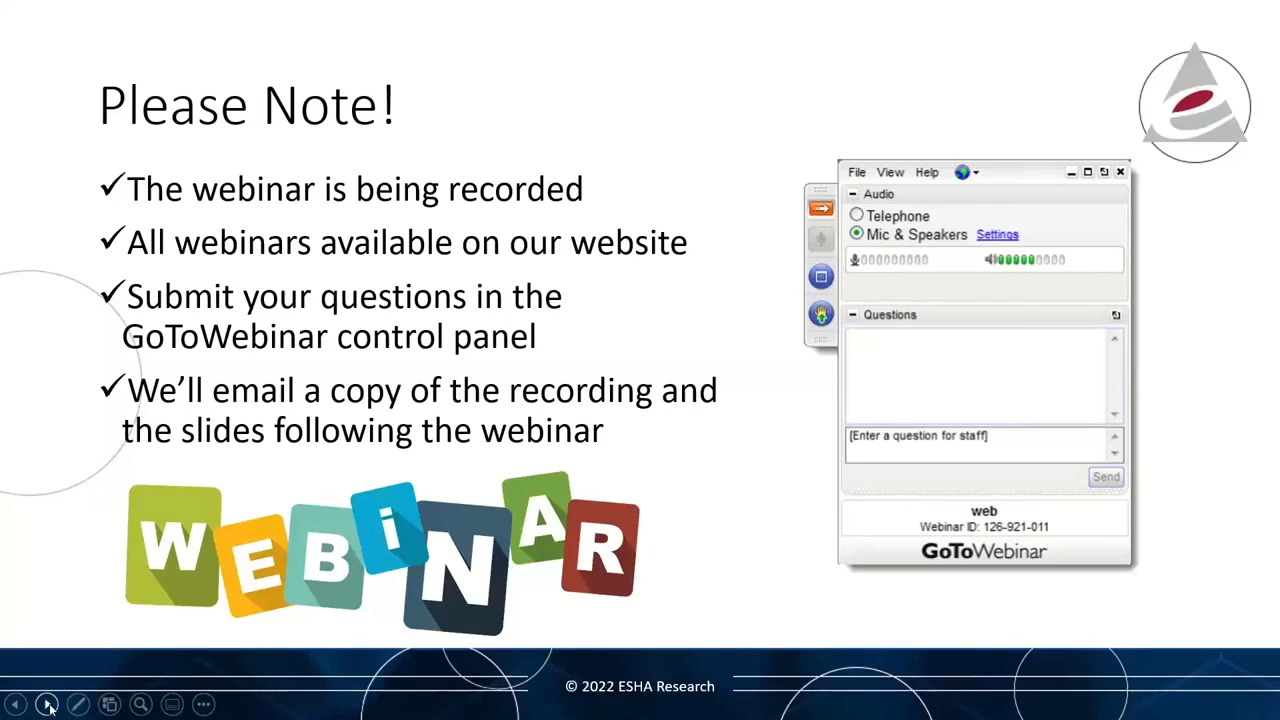 Please Note!
✓The webinar is being recorded
✓All webinars available on our website
✓Submit your questions in the
GoToWebinar control panel
✓We’ll email a copy of the recording and
the slides following the webinar
WEBiNAR
File View Help
Audio
Telephone
Mic & Speakers Settings
Questions
[Enter a question for staff]
Send
web
Webinar ID: 126-921-011
GoToWebinar
e
© 2022 ESHA Research